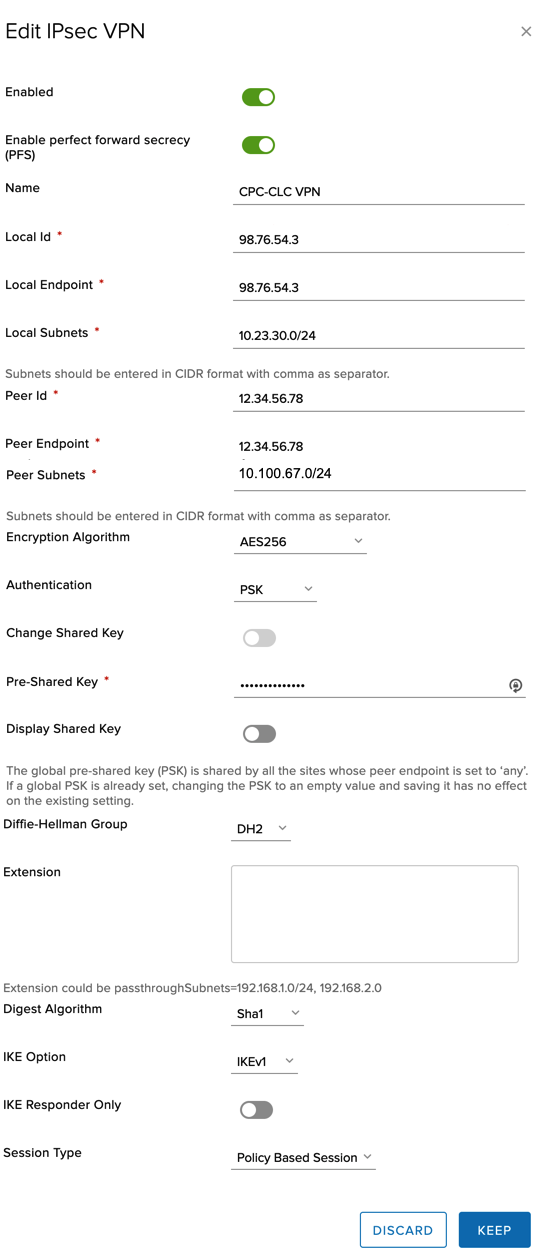 Edit IPsec VPN
Enabled
Enable perfect forward secrecy
(PFS)
Name CPC-CLC VPN
Local Id * 98.76.54.3
Local Endpoint * 98.76.54.3
Local Subnets * 10.23.30.0/24
Subnets should be entered in CIDR format with comma as separator.
Peer Id * 12.34.56.78
Peer Endpoint * 12.34.56.78
Peer Subnets * 10.100.67.0/24
Subnets should be entered in CIDR format with comma as separator.
Encryption Algorithm AES256
Authentication PSK
Change Shared Key
Pre-Shared Key * ••••••••••••••
Display Shared Key
The global pre-shared key (PSK) is shared by all the sites whose peer endpoint is set to ‘any’.
If a global PSK is already set, changing the PSK to an empty value and saving it has no effect
on the existing setting.
Diffie-Hellman Group DH2
Extension
Extension could be passthroughSubnets=192.168.1.0/24, 192.168.2.0
Digest Algorithm Sha1
IKE Option IKEv1
IKE Responder Only
Session Type Policy Based Session
DISCARD KEEP